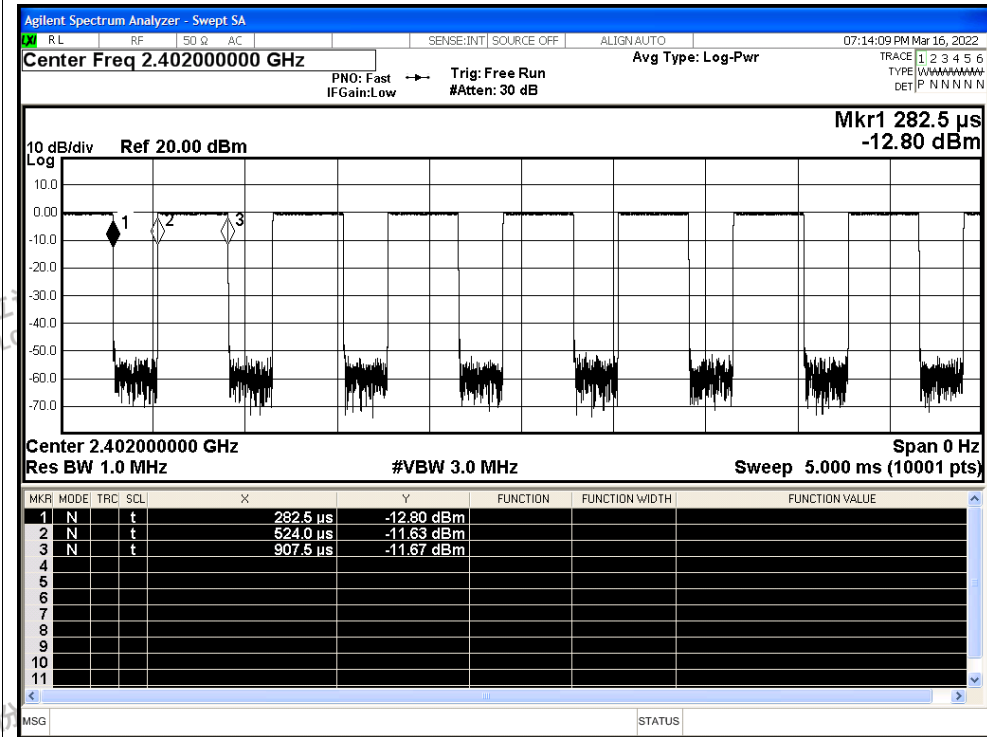 Agilent Spectrum Analyzer - Swept SA
LXI RL RF 50 Ω AC SENSE:INT SOURCE OFF ALIGN AUTO 07:14:09 PM Mar 16, 2022
Center Freq 2.402000000 GHz
PNO: Fast
IFGain:Low
Trig: Free Run
#Atten: 30 dB
Avg Type: Log-Pwr
TRACE 1 2 3 4 5 6
TYPE
DET P N N N N N
Mkr1 282.5 µs
-12.80 dBm
10 dB/div Ref 20.00 dBm
Log
10.0
0.00
-10.0
-20.0
-30.0
-40.0
-50.0
-60.0
-70.0
1 2 3
Center 2.402000000 GHz Span 0 Hz
Res BW 1.0 MHz #VBW 3.0 MHz Sweep 5.000 ms (10001 pts)
MKR MODE TRC SCL X Y FUNCTION FUNCTION WIDTH FUNCTION VALUE
1 N t 282.5 µs -12.80 dBm
2 N t 524.0 µs -11.63 dBm
3 N t 907.5 µs -11.67 dBm
4
5
6
7
8
9
10
11
MSG STATUS